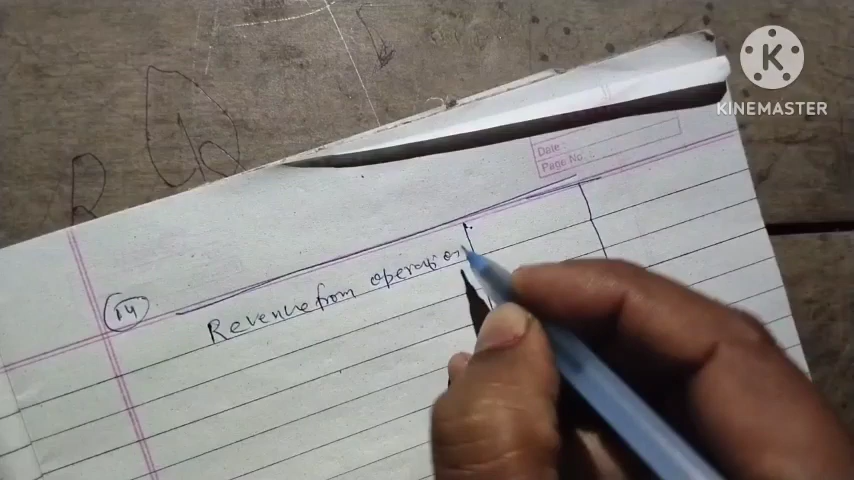 KINEMASTER
Date :
Page No. :
14
Revenue from operation